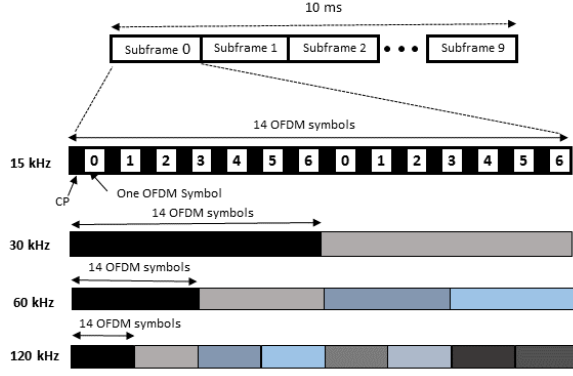 10 ms
Subframe 0 Subframe 1 Subframe 2 Subframe 9
14 OFDM symbols
15 kHz 0 1 2 3 4 5 6 0 1 2 3 4 5 6
CP One OFDM Symbol
14 OFDM symbols
30 kHz
14 OFDM symbols
60 kHz
14 OFDM symbols
120 kHz